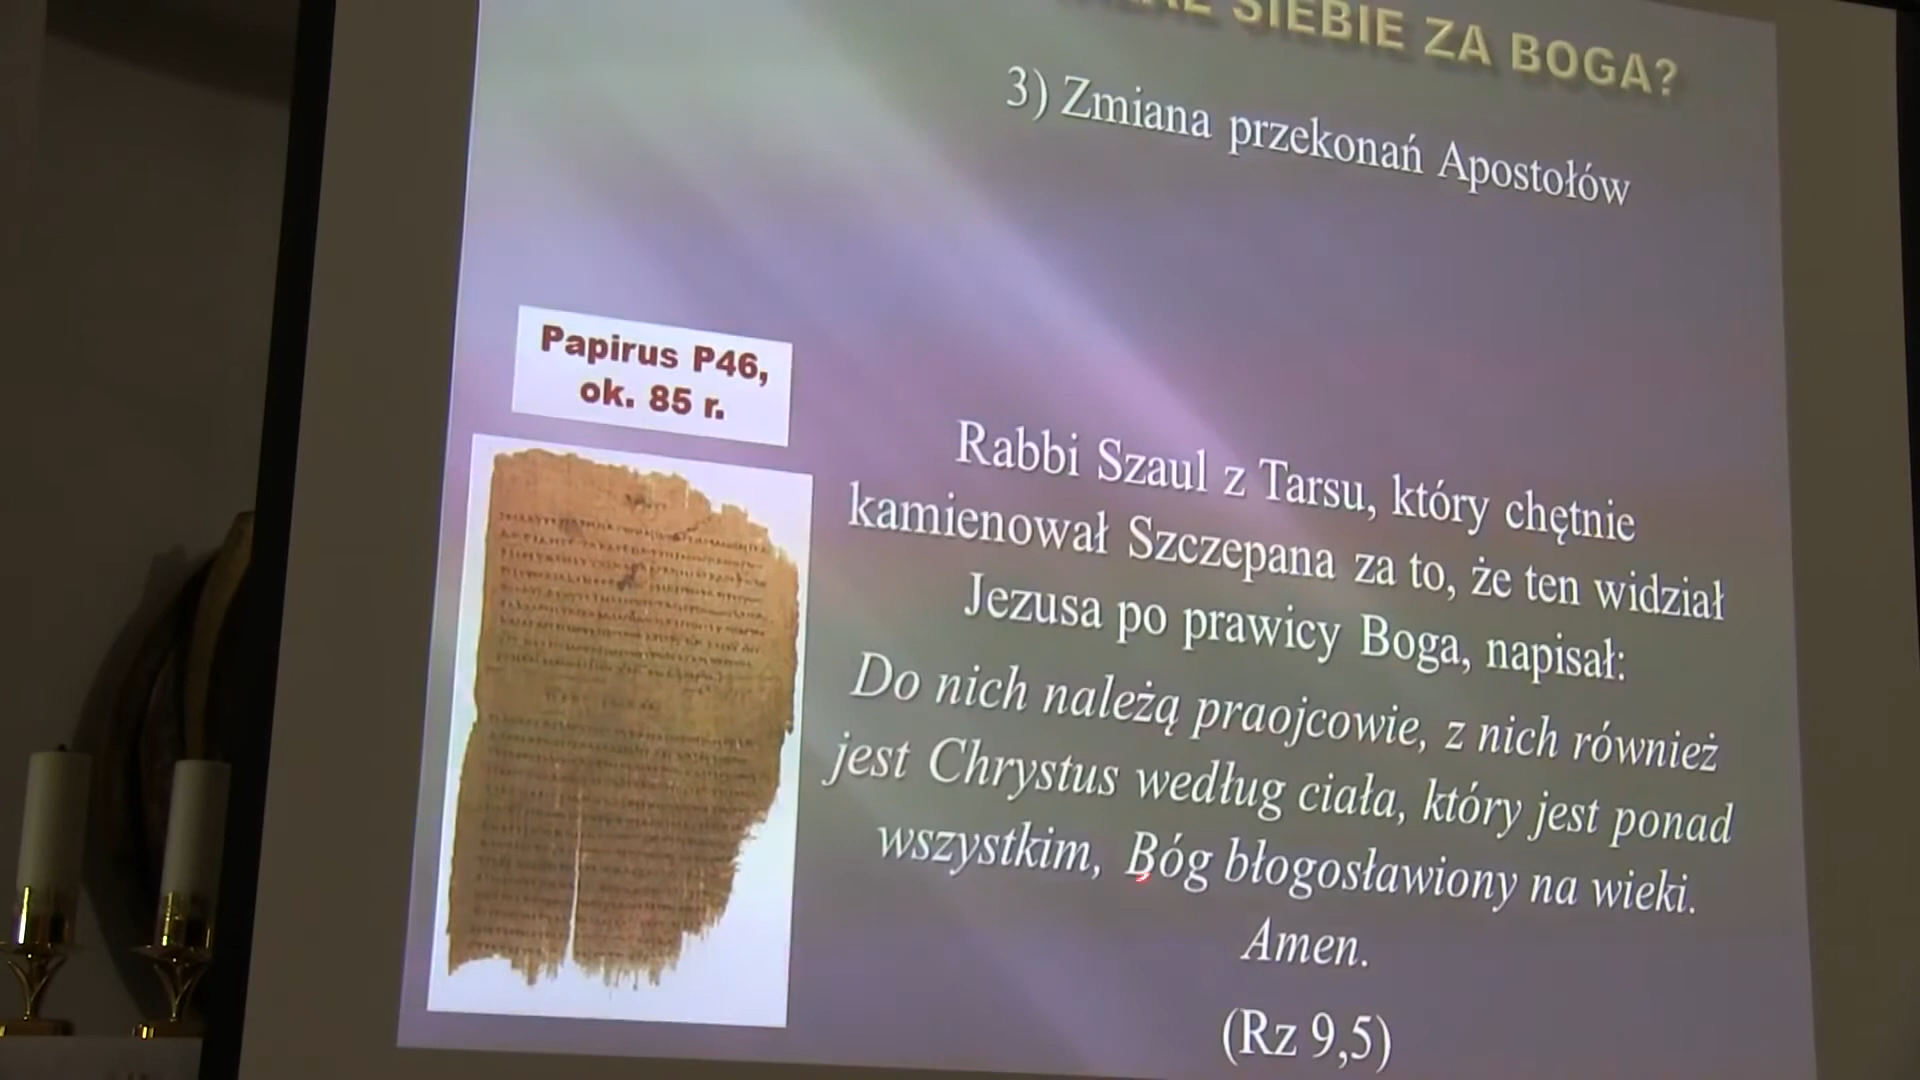 SIEBIE ZA BOGA?
3) Zmiana przekonań Apostołów
Papirus P46,
ok. 85 r.
Rabbi Szaul z Tarsu, który chętnie
kamienował Szczepana za to, że ten widział
Jezusa po prawicy Boga, napisał:
Do nich należą praojcowie, z nich również
jest Chrystus według ciała, który jest ponad
wszystkim, Bóg błogosławiony na wieki.
Amen.
(Rz 9,5)